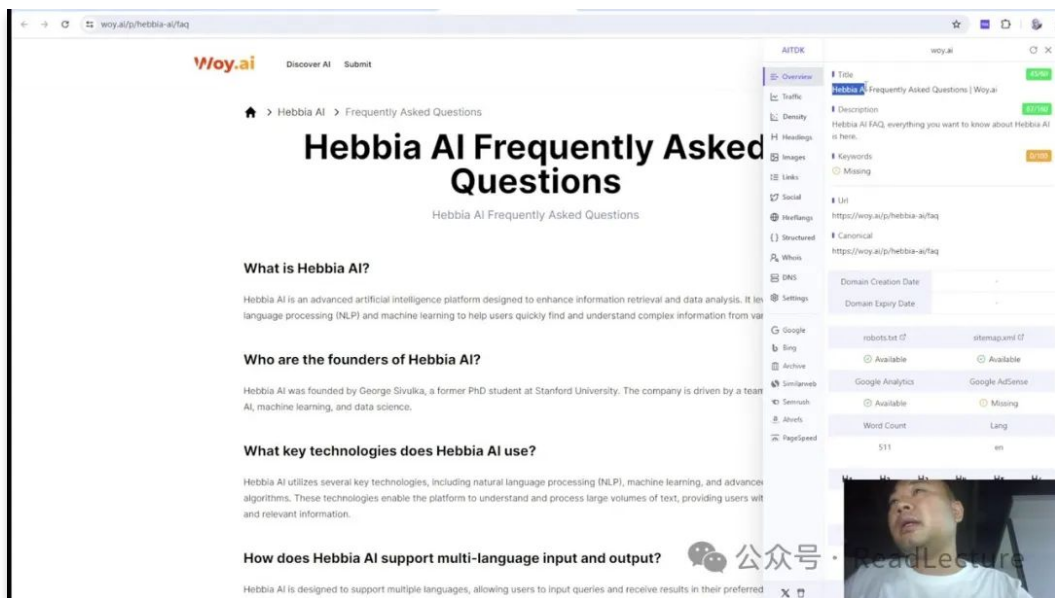 woy.ai/p/hebbia-ai/faq
Woy.ai
Discover AI Submit
Hebbia AI > Frequently Asked Questions
Hebbia AI Frequently Asked
Questions
Hebbia AI Frequently Asked Questions
What is Hebbia AI?
Hebbia AI is an advanced artificial intelligence platform designed to enhance information retrieval and data analysis. It
language processing (NLP) and machine learning to help users quickly find and understand complex information from
Who are the founders of Hebbia AI?
Hebbia AI was founded by George Sivulka, a former PhD student at Stanford University. The company is driven by a team
AI, machine learning, and data science.
What key technologies does Hebbia AI use?
Hebbia AI utilizes several key technologies, including natural language processing (NLP), machine learning, and advanced
algorithms. These technologies enable the platform to understand and process large volumes of text, providing users
and relevant information.
How does Hebbia AI support multi-language input and output?
Hebbia AI is designed to support multiple languages, allowing users to input queries and receive results in their preferred
AITDK
Overview
Traffic
Density
Headings
Images
Links
Social
Hreflangs
Structured
Whois
DNS
Settings
Google
Bing
Archive
Similarweb
Semrush
Ahrefs
PageSpeed
woy.ai
Title
45/60
Hebbia AI Frequently Asked Questions | Woy.ai
Description
Hebbia AI FAQ, everything you want to know about Hebbia AI
is here.
Keywords
0/100
Missing
Url
https://woy.ai/p/hebbia-ai/faq
Canonical
https://woy.ai/p/hebbia-ai/faq
Domain Creation Date -
Domain Expiry Date -
robots.txt sitemap.xml
Available Available
Google Analytics Google AdSense
Available Missing
Word Count Lang
511 en
公众号 · ReadLecture